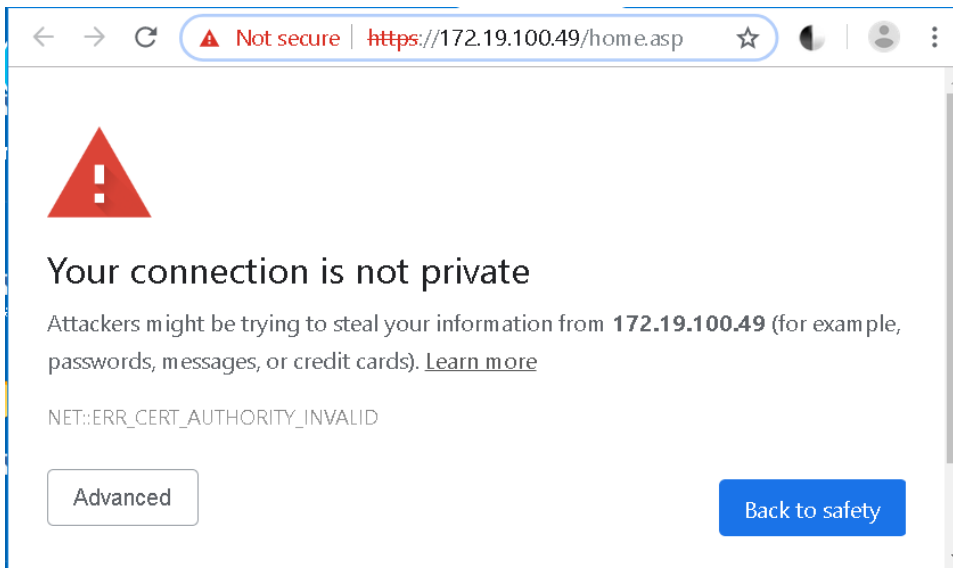 Not secure https://172.19.100.49/home.asp
Your connection is not private
Attackers might be trying to steal your information from 172.19.100.49 (for example,
passwords, messages, or credit cards). Learn more
NET::ERR_CERT_AUTHORITY_INVALID
Advanced
Back to safety